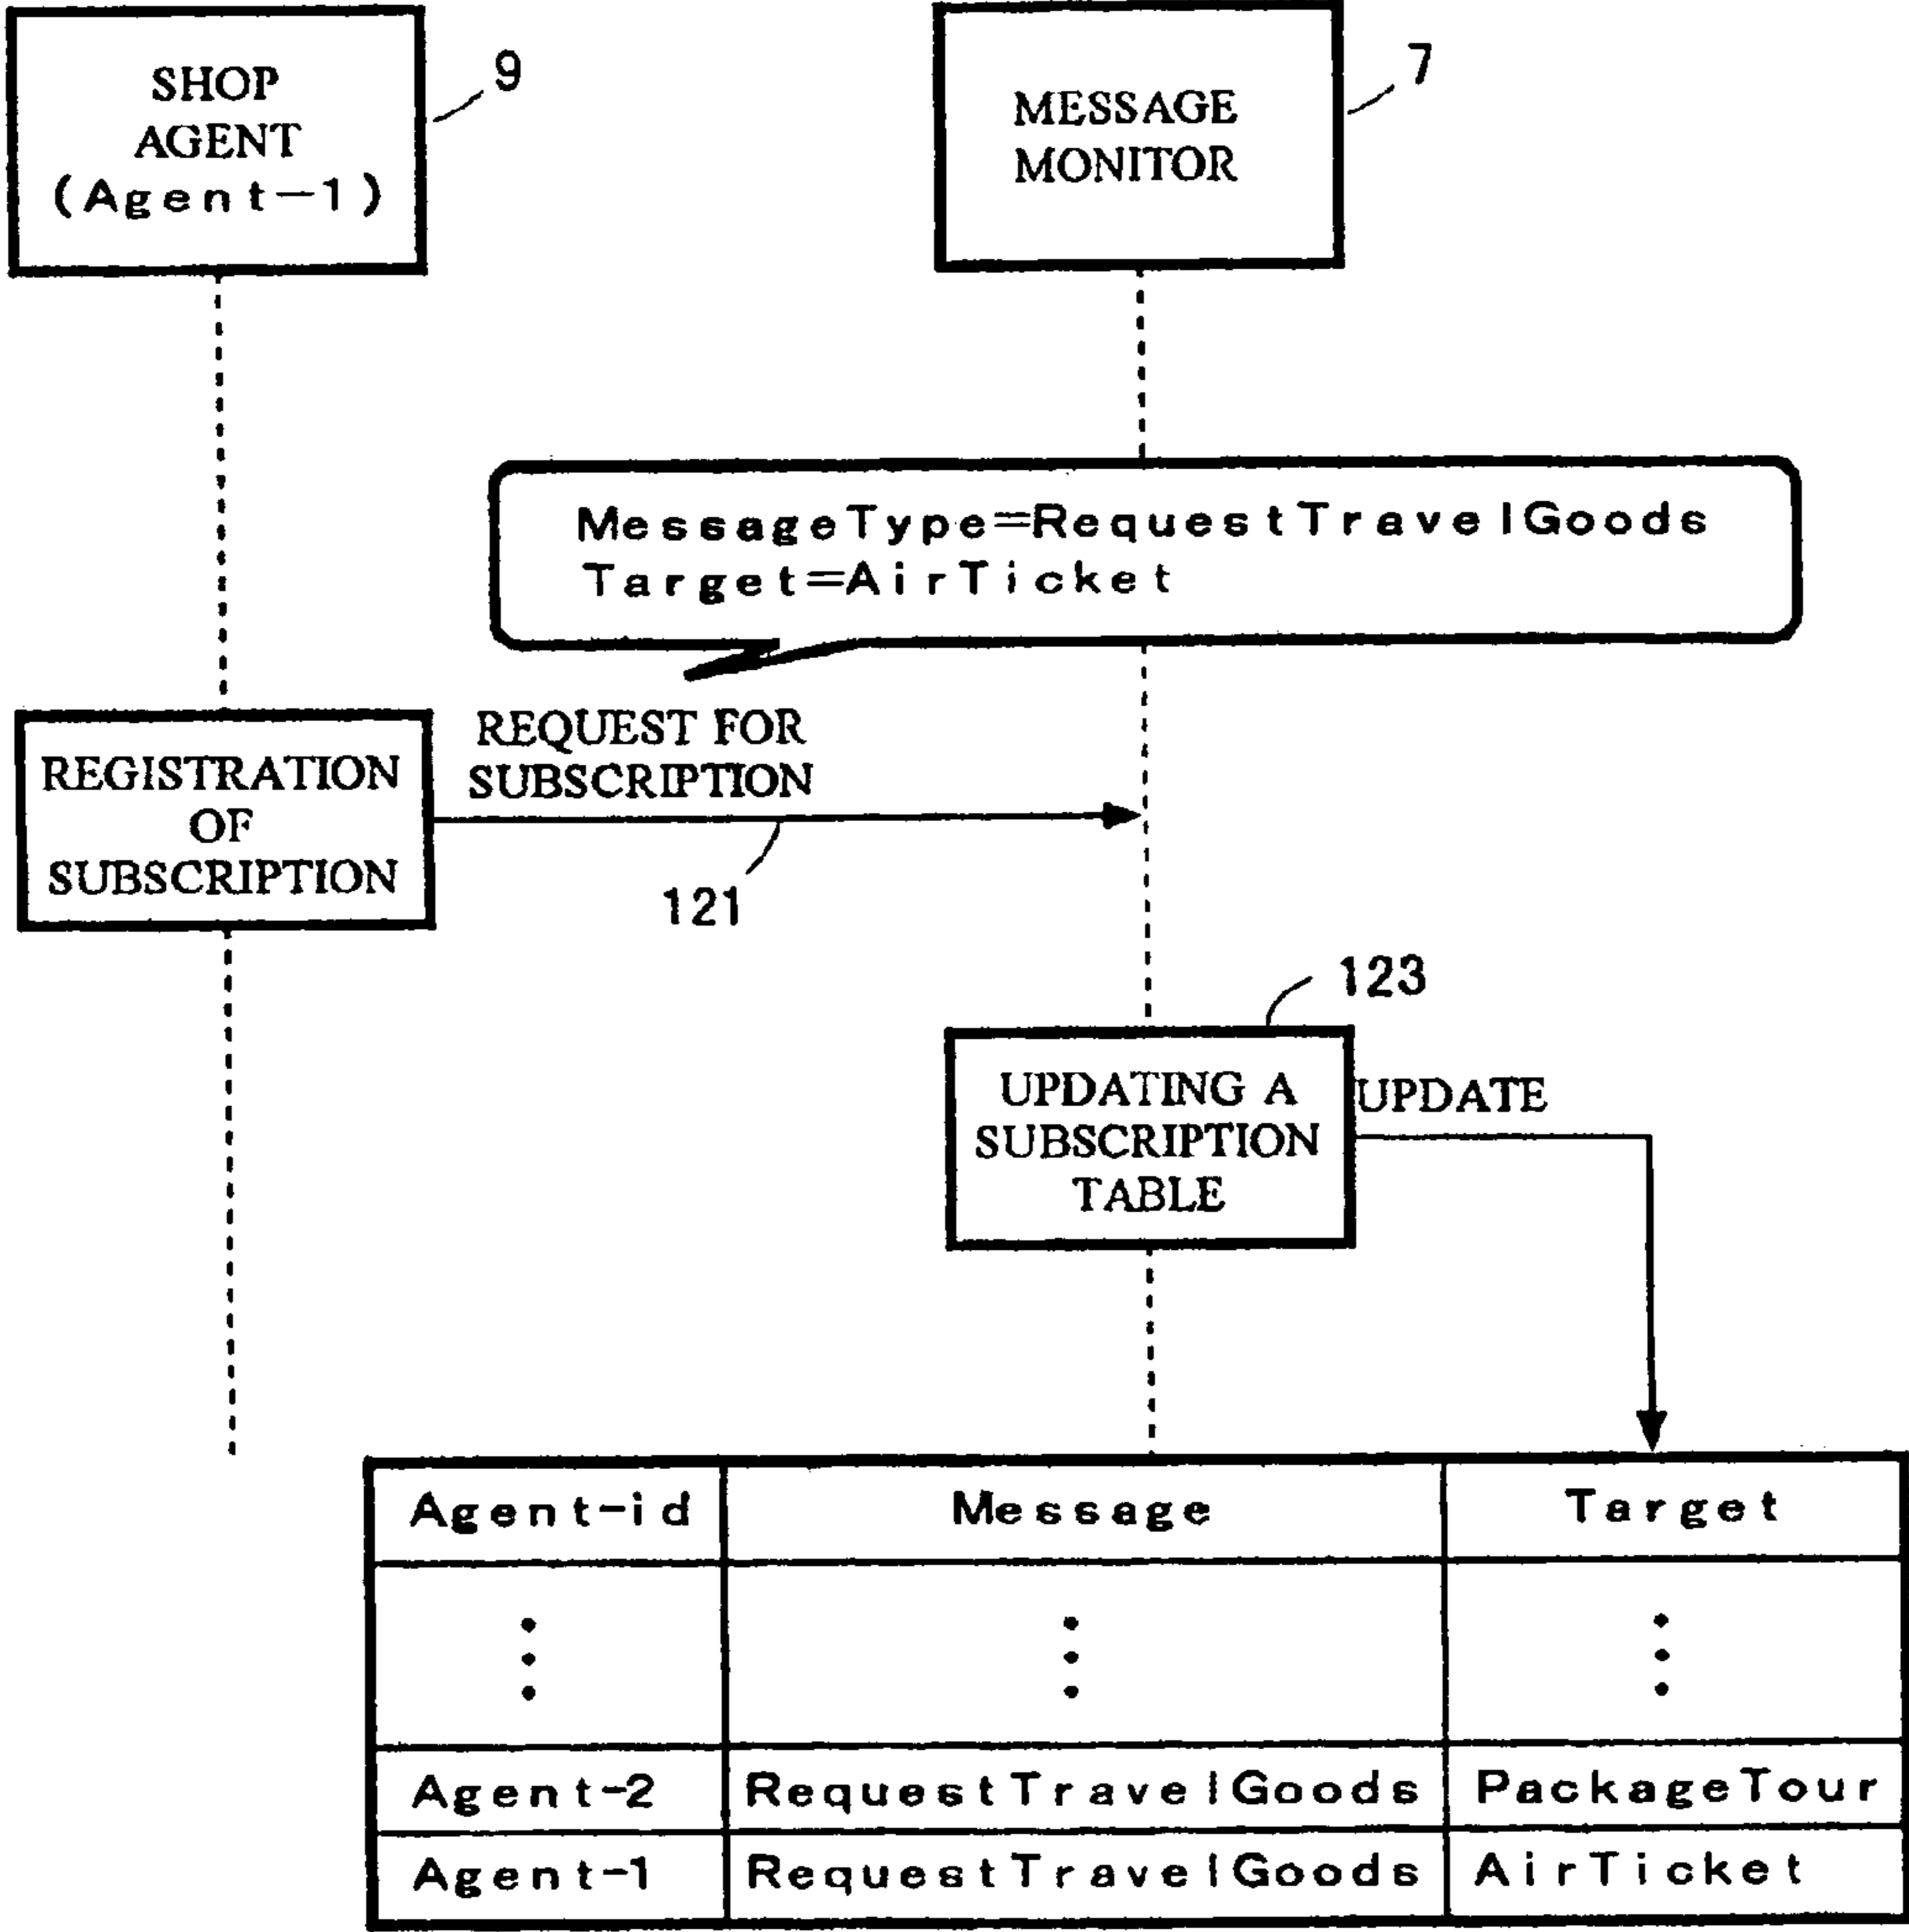 SHOP
AGENT
(Agent-1)
9
MESSAGE
MONITOR
7
MessageType=RequestTravelGoods
Target=AirTicket
REGISTRATION
OF
SUBSCRIPTION
REQUEST FOR
SUBSCRIPTION
121
123
UPDATING A
SUBSCRIPTION
TABLE
UPDATE
Agent-id Message Target
Agent-2 RequestTravelGoods PackageTour
Agent-1 RequestTravelGoods AirTicket